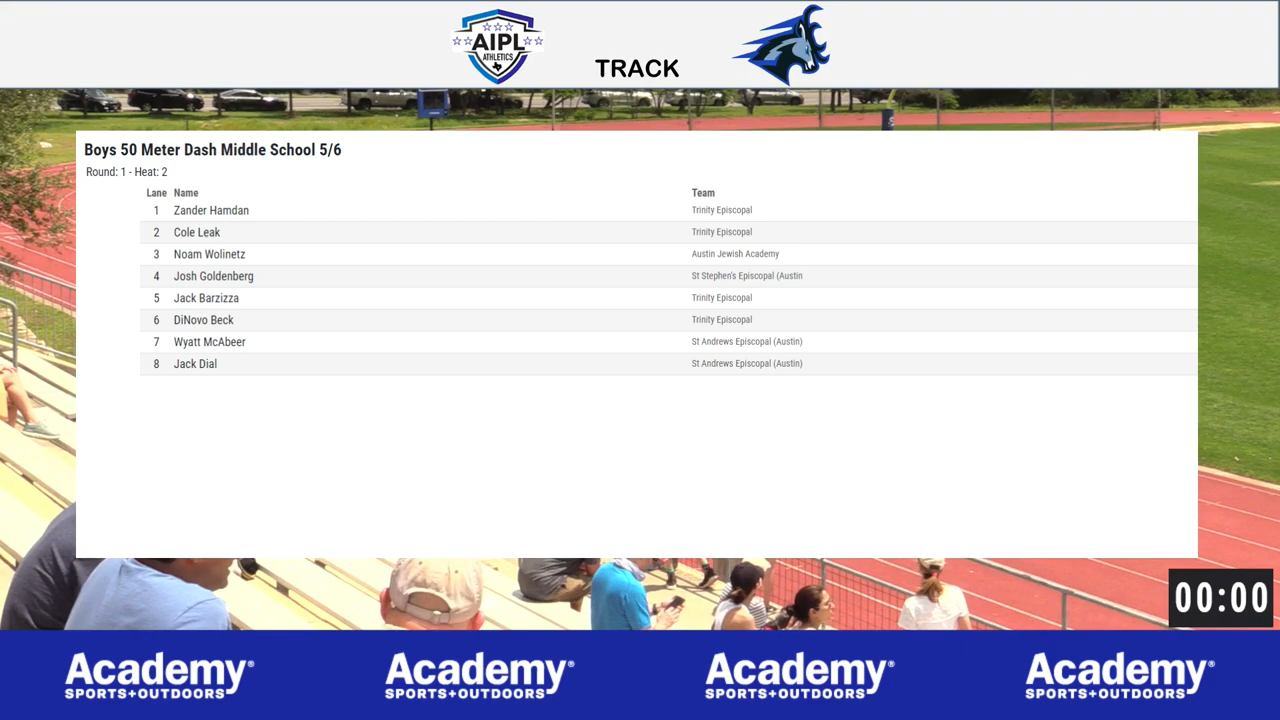 AIPL
ATHLETICS
TRACK
Boys 50 Meter Dash Middle School 5/6
Round: 1 - Heat: 2
Lane Name Team
1 Zander Hamdan Trinity Episcopal
2 Cole Leak Trinity Episcopal
3 Noam Wolinetz Austin Jewish Academy
4 Josh Goldenberg St Stephen's Episcopal (Austin
5 Jack Barzizza Trinity Episcopal
6 DiNovo Beck Trinity Episcopal
7 Wyatt McAbeer St Andrews Episcopal (Austin)
8 Jack Dial St Andrews Episcopal (Austin)
00:00
Academy® Academy® Academy® Academy®
SPORTS+OUTDOORS SPORTS+OUTDOORS SPORTS+OUTDOORS SPORTS+OUTDOORS